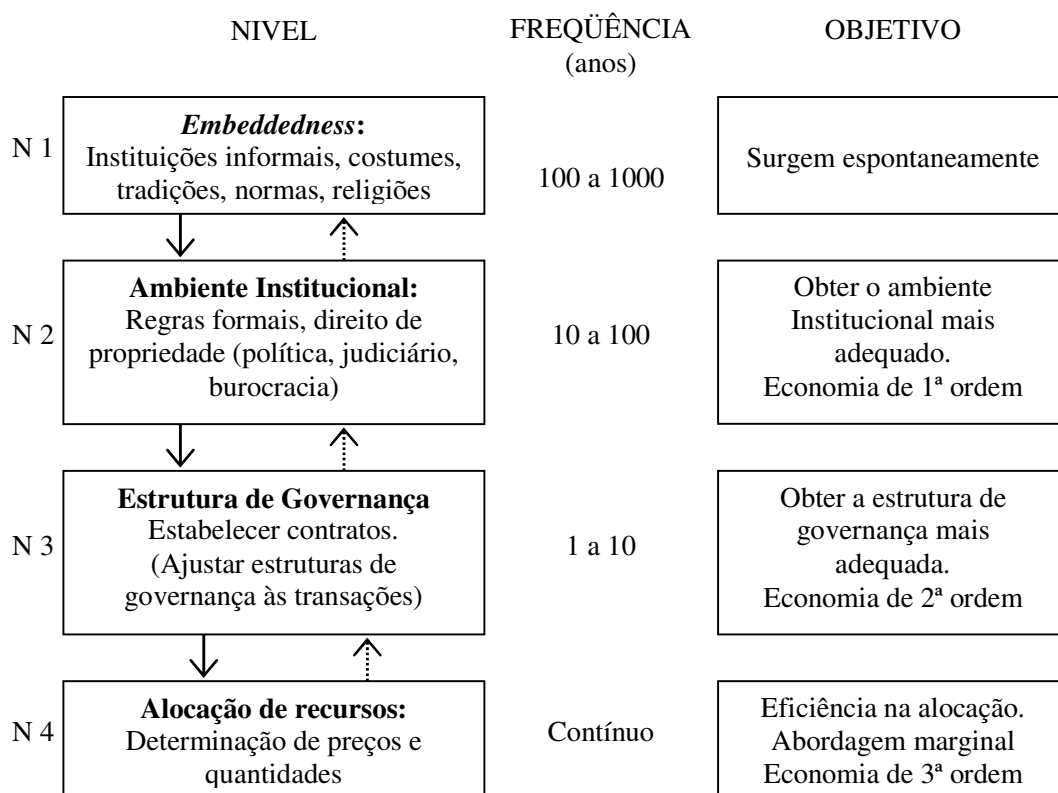 NIVEL
FREQÜÊNCIA
(anos)
OBJETIVO
N 1
Embeddedness:
Instituições informais, costumes,
tradições, normas, religiões
100 a 1000
Surgem espontaneamente
N 2
Ambiente Institucional:
Regras formais, direito de
propriedade (política, judiciário,
burocracia)
10 a 100
Obter o ambiente
Institucional mais
adequado.
Economia de 1ª ordem
N 3
Estrutura de Governança
Estabelecer contratos.
(Ajustar estruturas de
governança às transações)
1 a 10
Obter a estrutura de
governança mais
adequada.
Economia de 2ª ordem
N 4
Alocação de recursos:
Determinação de preços e
quantidades
Contínuo
Eficiência na alocação.
Abordagem marginal
Economia de 3ª ordem